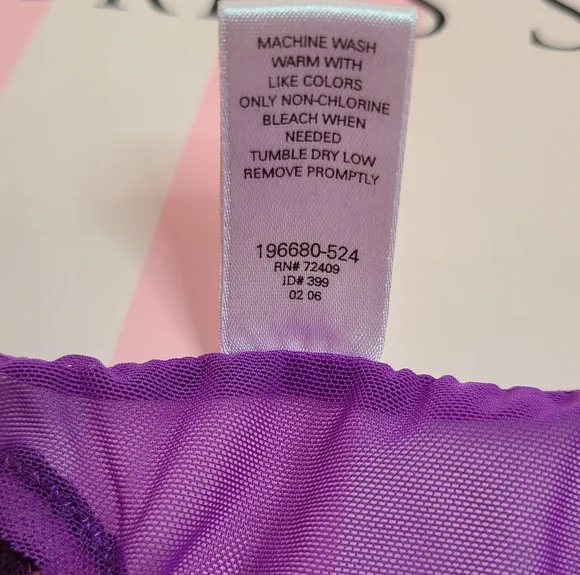 MACHINE WASH
WARM WITH
LIKE COLORS
ONLY NON-CHLORINE
BLEACH WHEN
NEEDED
TUMBLE DRY LOW
REMOVE PROMPTLY
196680-524
RN# 72409
ID# 399
02 06